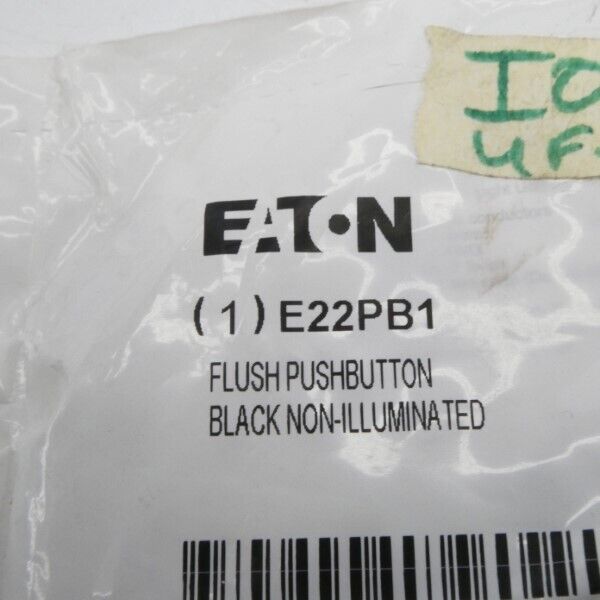 EATON
(1) E22PB1
FLUSH PUSHBUTTON
BLACK NON-ILLUMINATED